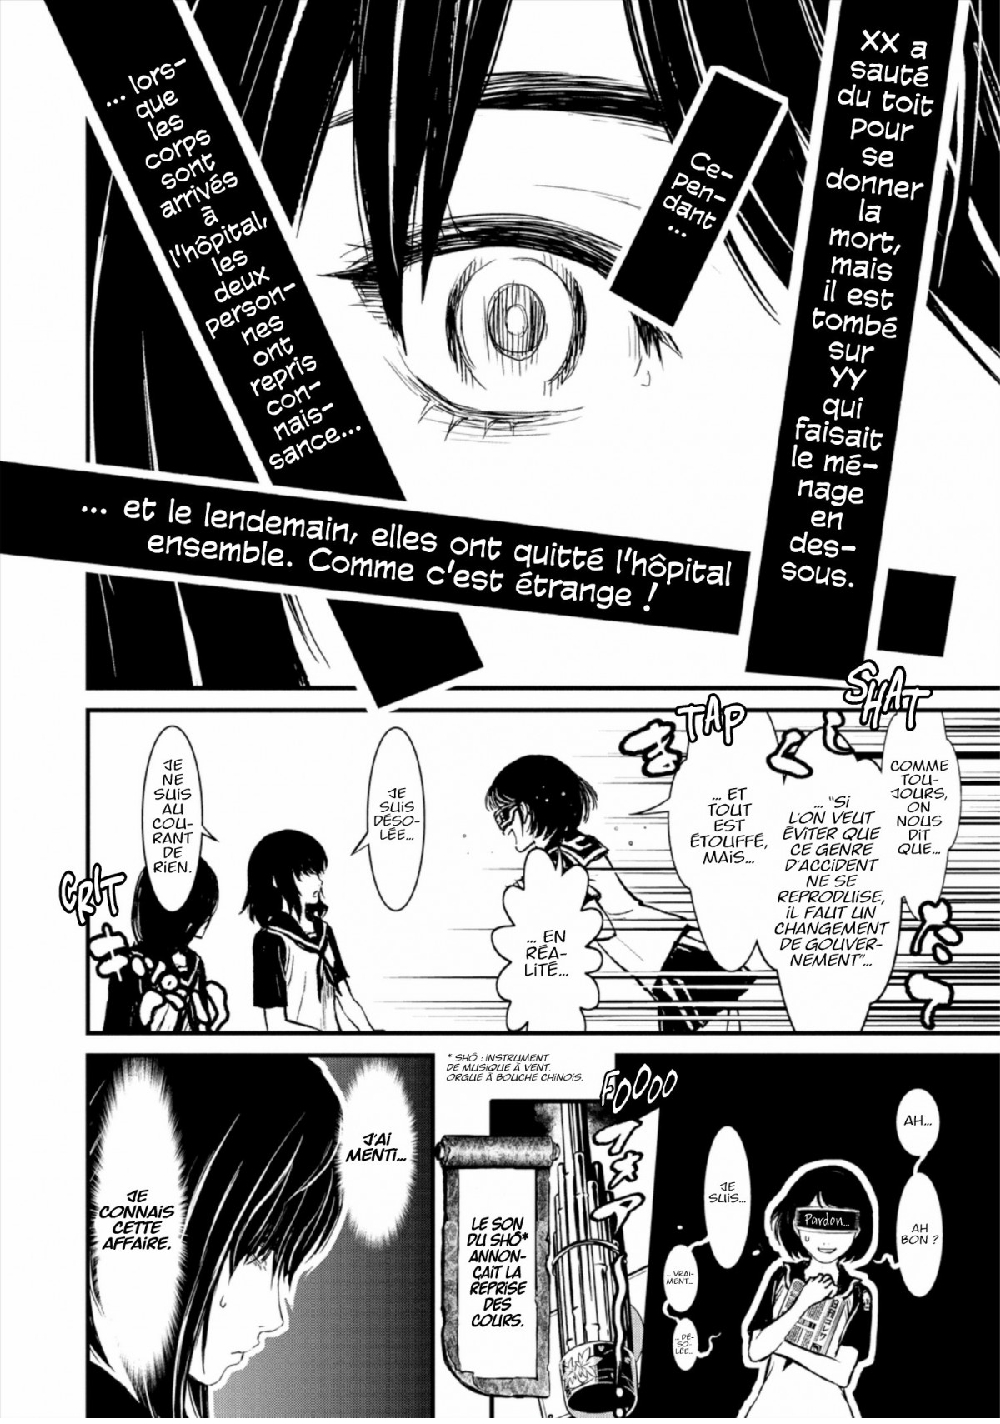 XX a
sauté
du toit
pour
se
donner
la
mort,
mais
il est
tombé
sur
YY
qui
faisait
le mé-
nage
en
des-
sous.
Ce-
pen-
dant
...
... lors-
que
les
corps
sont
arrivés
à
l'hôpital,
les
deux
person-
nes
ont
repris
con-
nais-
sance...
... et le lendemain, elles ont quitté l'hôpital
ensemble. Comme c'est étrange !
SHAT
COMME
TOU-
JOURS,
ON
NOUS
DIT
QUE...
... "SI
L'ON VEUT
ÉVITER QUE
CE GENRE
D'ACCIDENT
NE SE
REPRODUISE,
IL FAUT UN
CHANGEMENT
DE GOUVER-
NEMENT"...
TAP
... ET
TOUT
EST
ÉTOUFFÉ,
MAIS...
... EN
RÉA-
LITÉ...
JE
SUIS
DÉSO-
LÉE...
JE
NE SUIS
AU
COU-
RANT
DE
RIEN.
CRIT
AH...
AH
BON ?
Pardon...
JE
SUIS...
... VRAI-
MENT...
... DÉ-
SO-
LÉE...
FOOOO
* SHÔ : INSTRUMENT
DE MUSIQUE À VENT.
ORGUE À BOUCHE CHINOIS.
LE SON
DU SHÔ*
ANNON-
ÇAIT LA
REPRISE
DES
COURS.
J'AI
MENTI...
JE
CONNAIS
CETTE
AFFAIRE.